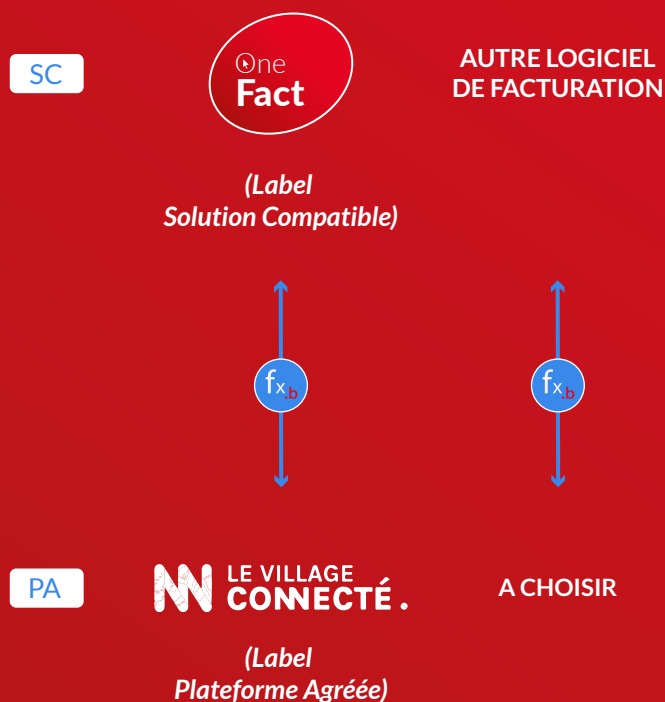 SC
One
Fact
AUTRE LOGICIEL
DE FACTURATION
(Label
Solution Compatible)
fx.b
fx.b
PA
LE VILLAGE
CONNECTÉ.
A CHOISIR
(Label
Plateforme Agréée)